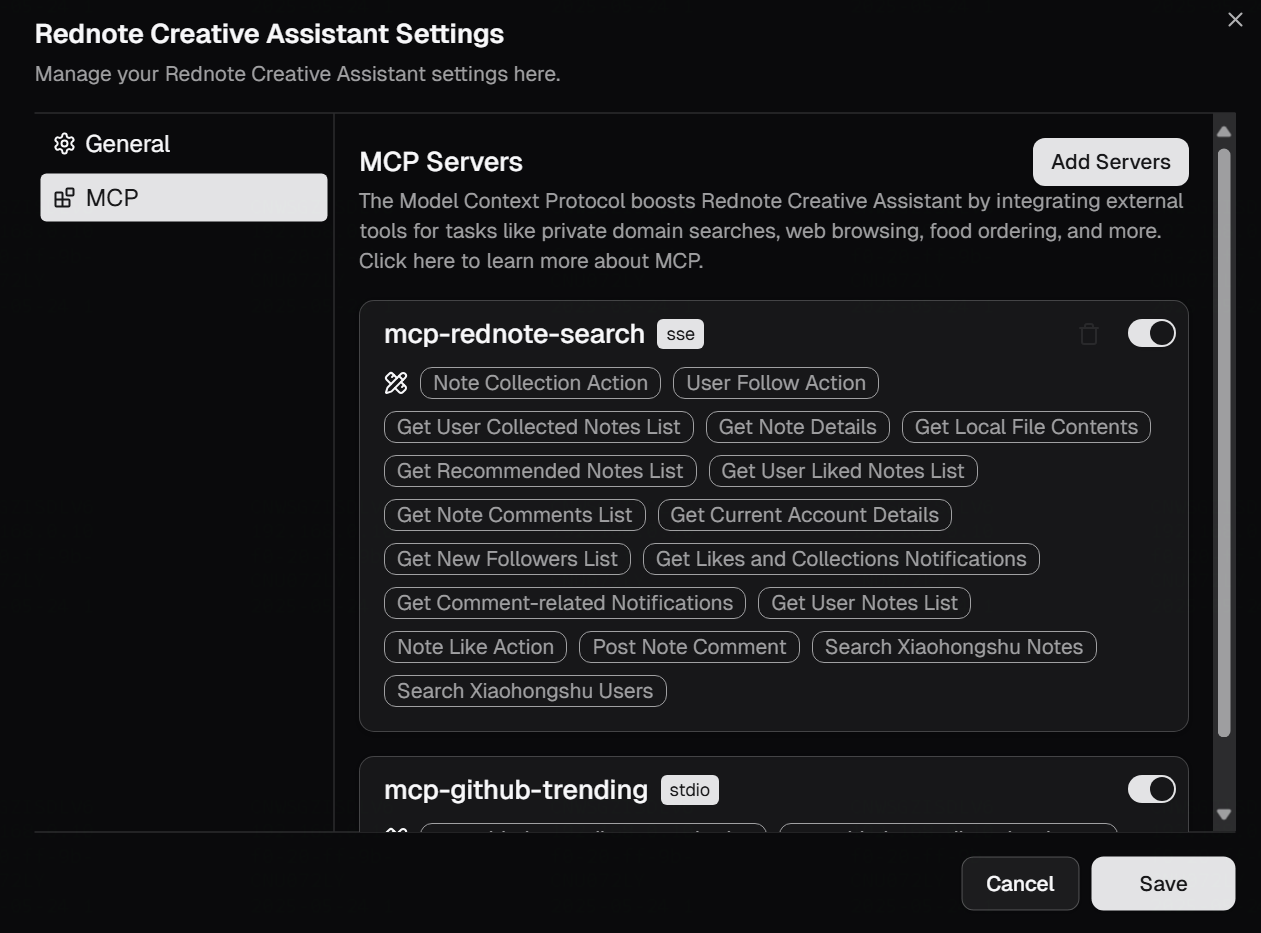 Rednote Creative Assistant Settings
Manage your Rednote Creative Assistant settings here.
General
MCP
MCP Servers
Add Servers
The Model Context Protocol boosts Rednote Creative Assistant by integrating external
tools for tasks like private domain searches, web browsing, food ordering, and more.
Click here to learn more about MCP.
mcp-rednote-search sse
Note Collection Action User Follow Action
Get User Collected Notes List Get Note Details Get Local File Contents
Get Recommended Notes List Get User Liked Notes List
Get Note Comments List Get Current Account Details
Get New Followers List Get Likes and Collections Notifications
Get Comment-related Notifications Get User Notes List
Note Like Action Post Note Comment Search Xiaohongshu Notes
Search Xiaohongshu Users
mcp-github-trending stdio
Cancel Save